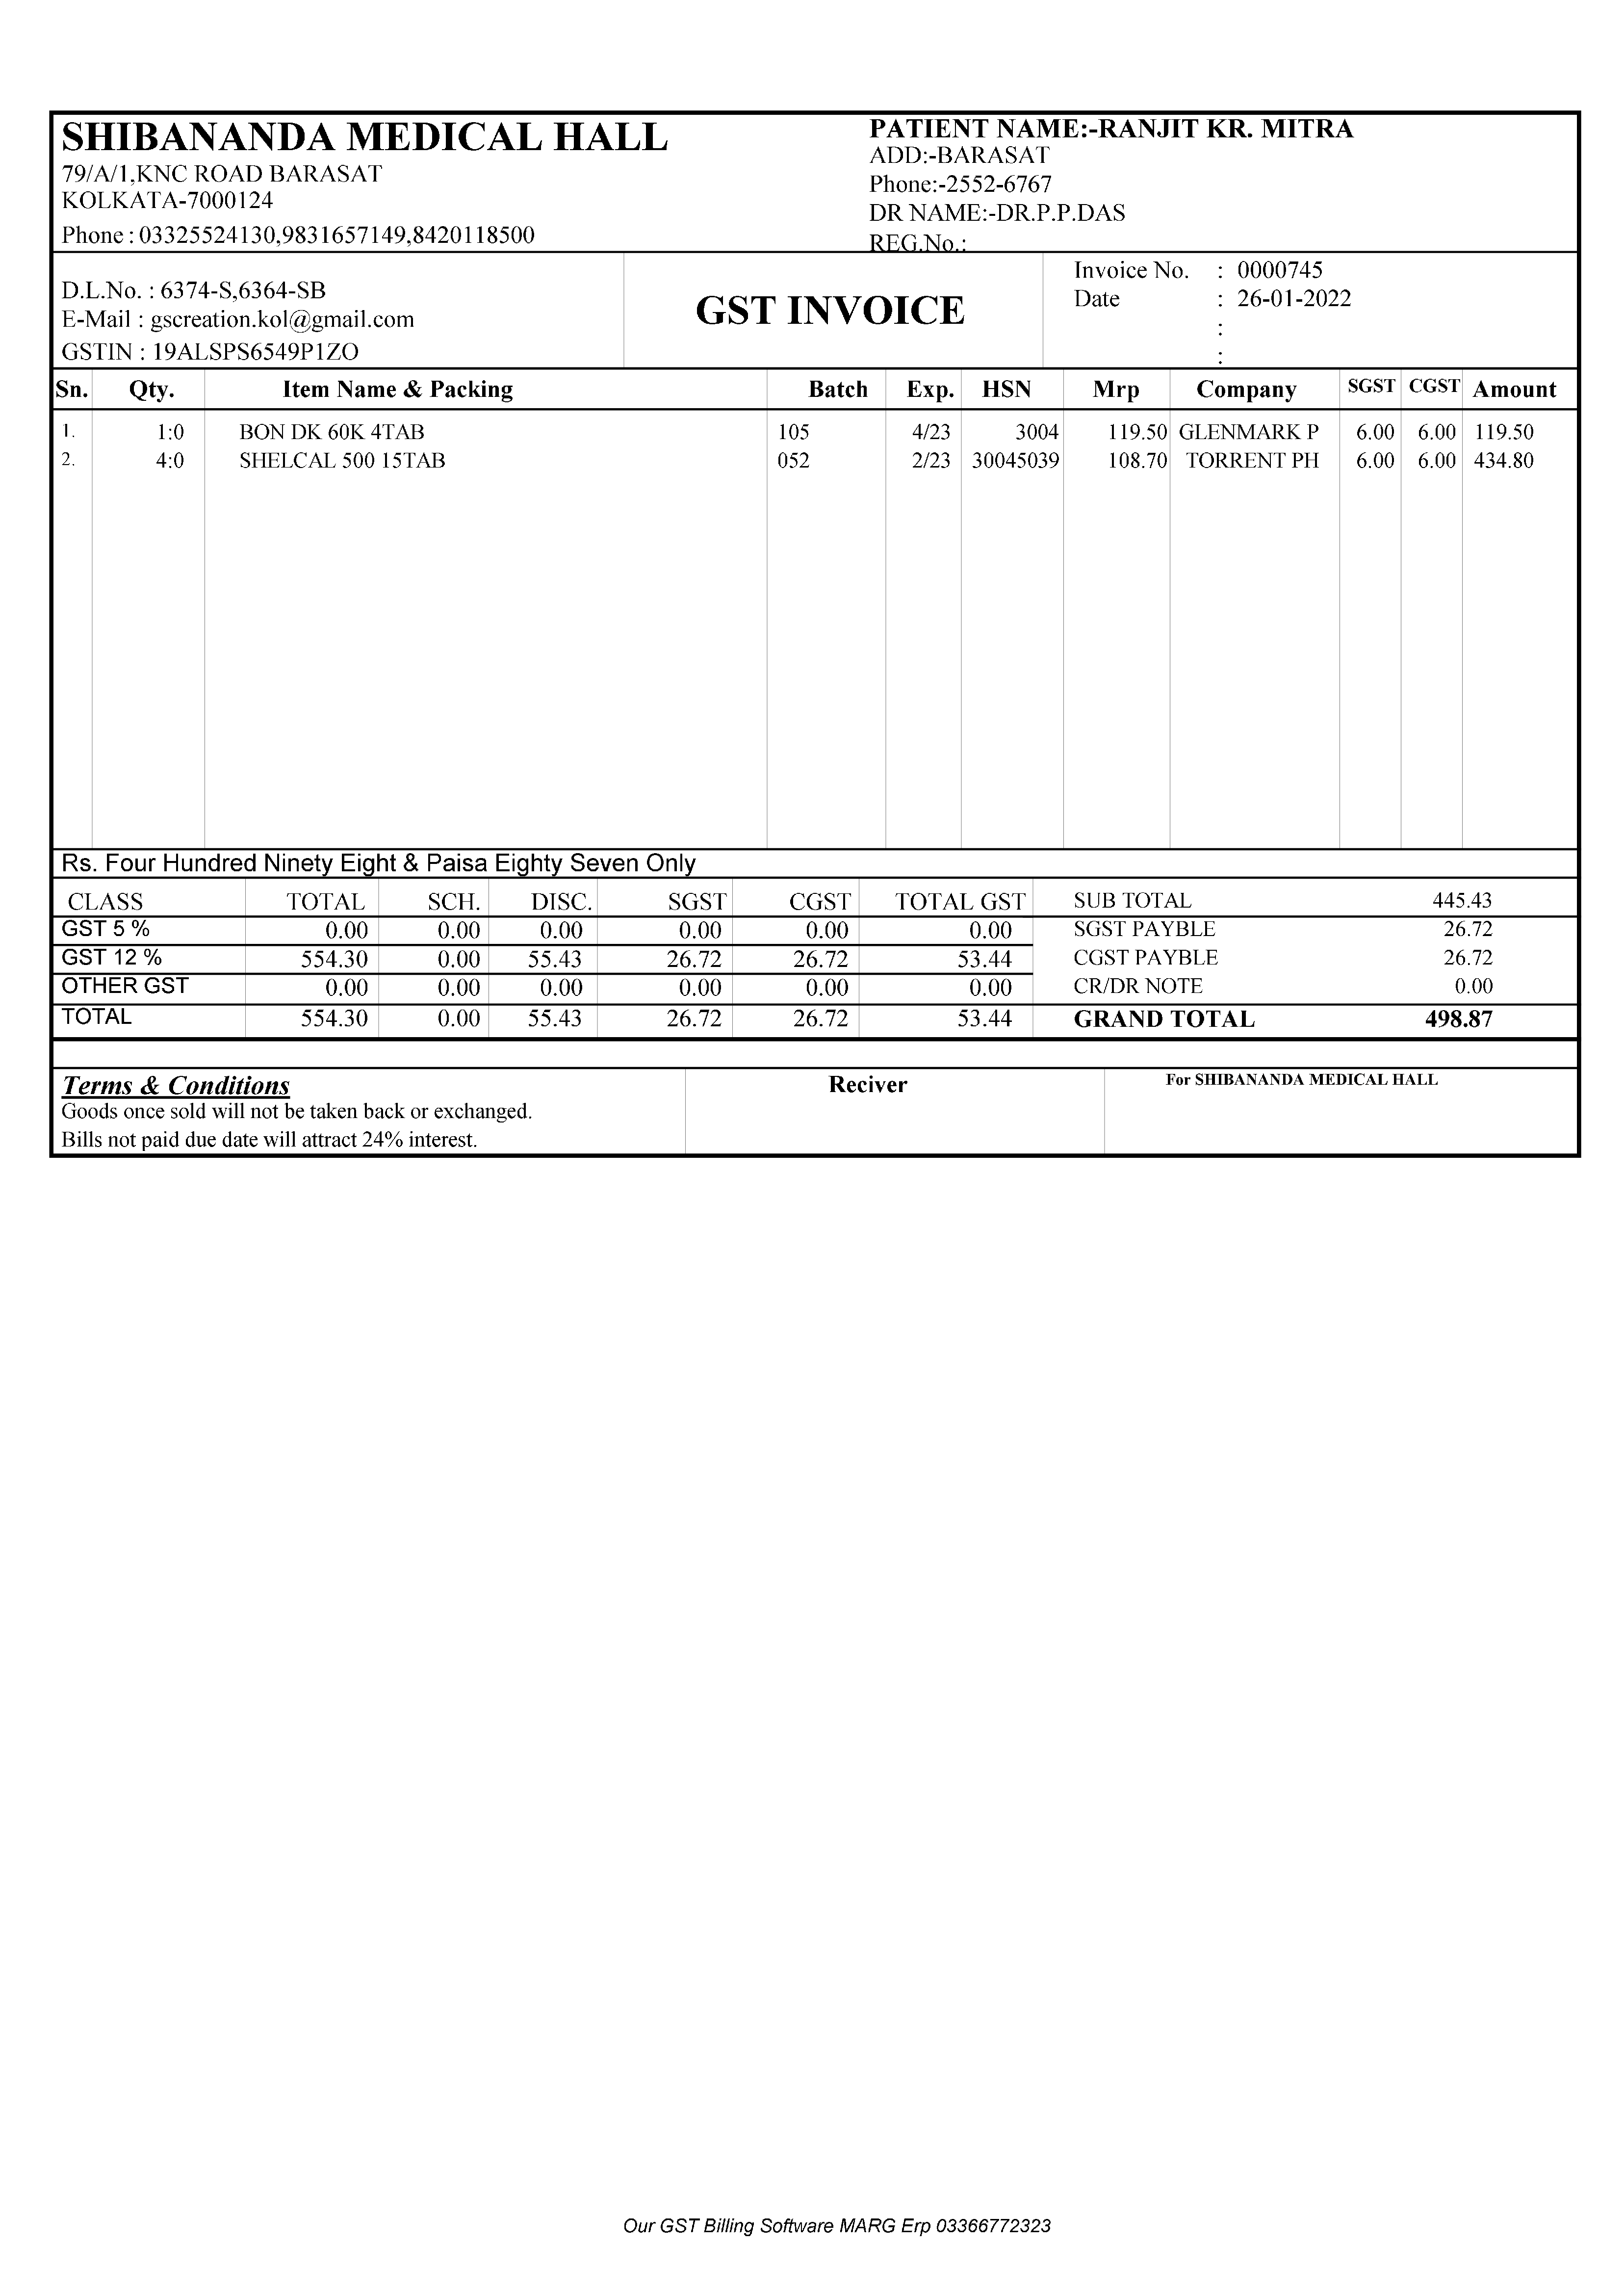 SHIBANANDA MEDICAL HALL
79/A/1,KNC ROAD BARASAT
KOLKATA-7000124
Phone : 03325524130,9831657149,8420118500
PATIENT NAME:-RANJIT KR. MITRA
ADD:-BARASAT
Phone:-2552-6767
DR NAME:-DR.P.P.DAS
REG.No.:
D.L.No. : 6374-S,6364-SB
E-Mail : gscreation.kol@gmail.com
GSTIN : 19ALSPS6549P1ZO
GST INVOICE
Invoice No. : 0000745
Date : 26-01-2022
:
:
Sn. Qty. Item Name & Packing Batch Exp. HSN Mrp Company SGST CGST Amount
1. 1:0 BON DK 60K 4TAB 105 4/23 3004 119.50 GLENMARK P 6.00 6.00 119.50
2. 4:0 SHELCAL 500 15TAB 052 2/23 30045039 108.70 TORRENT PH 6.00 6.00 434.80
Rs. Four Hundred Ninety Eight & Paisa Eighty Seven Only
CLASS TOTAL SCH. DISC. SGST CGST TOTAL GST SUB TOTAL 445.43
GST 5 % 0.00 0.00 0.00 0.00 0.00 0.00 SGST PAYBLE 26.72
GST 12 % 554.30 0.00 55.43 26.72 26.72 53.44 CGST PAYBLE 26.72
OTHER GST 0.00 0.00 0.00 0.00 0.00 0.00 CR/DR NOTE 0.00
TOTAL 554.30 0.00 55.43 26.72 26.72 53.44 GRAND TOTAL 498.87
Terms & Conditions
Goods once sold will not be taken back or exchanged.
Bills not paid due date will attract 24% interest.
Reciver
For SHIBANANDA MEDICAL HALL
Our GST Billing Software MARG Erp 03366772323